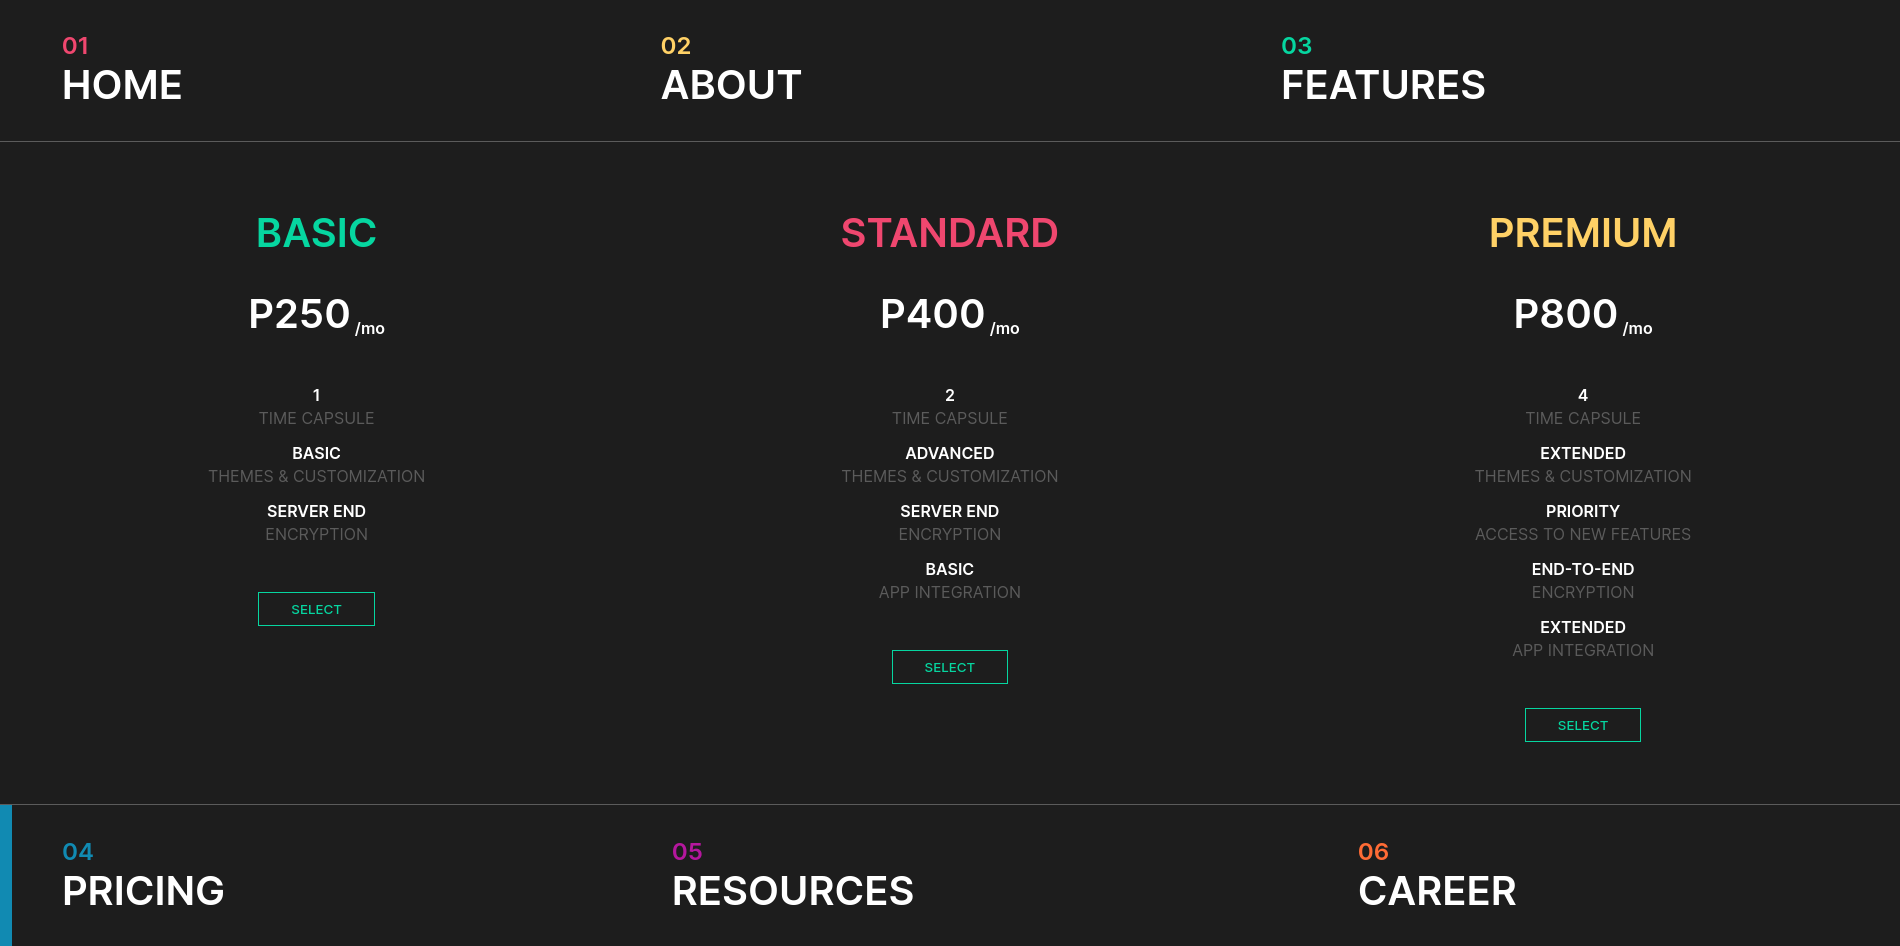 01
HOME
02
ABOUT
03
FEATURES
BASIC
P250 /mo
1
TIME CAPSULE
BASIC
THEMES & CUSTOMIZATION
SERVER END
ENCRYPTION
SELECT
STANDARD
P400 /mo
2
TIME CAPSULE
ADVANCED
THEMES & CUSTOMIZATION
SERVER END
ENCRYPTION
BASIC
APP INTEGRATION
SELECT
PREMIUM
P800 /mo
4
TIME CAPSULE
EXTENDED
THEMES & CUSTOMIZATION
PRIORITY
ACCESS TO NEW FEATURES
END-TO-END
ENCRYPTION
EXTENDED
APP INTEGRATION
SELECT
04
PRICING
05
RESOURCES
06
CAREER